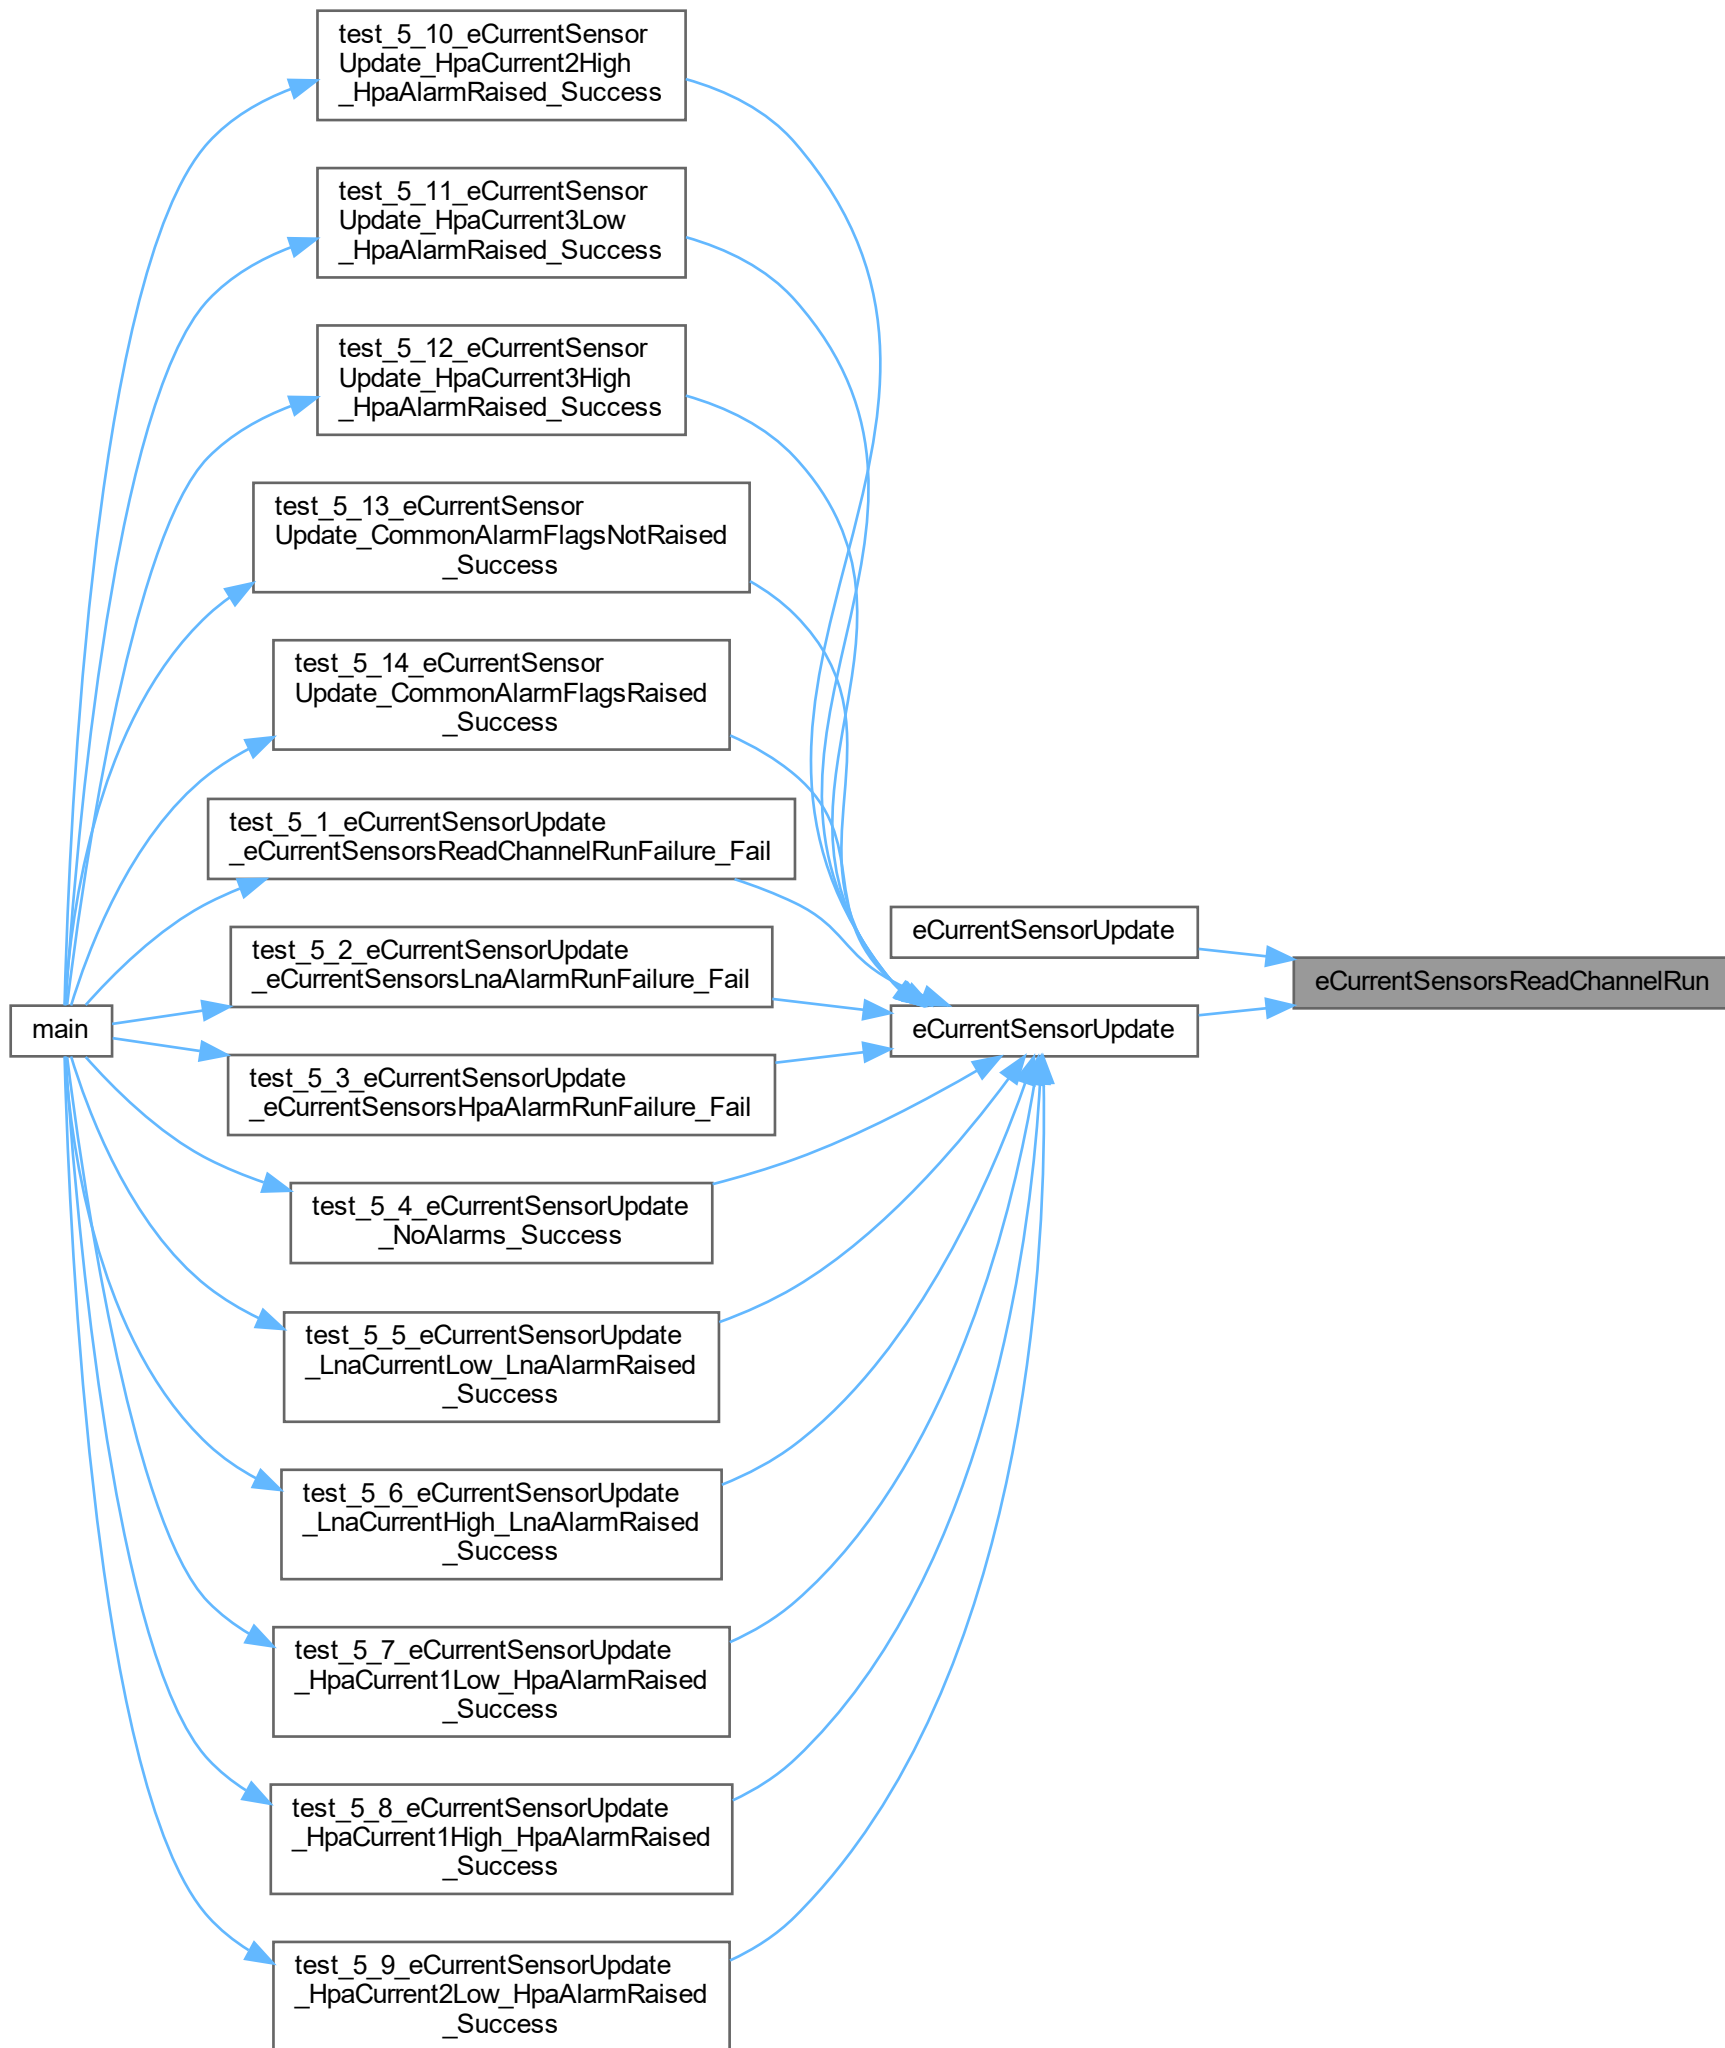 test_5_10_eCurrentSensor
Update_HpaCurrent2High
_HpaAlarmRaised_Success
test_5_11_eCurrentSensor
Update_HpaCurrent3Low
_HpaAlarmRaised_Success
test_5_12_eCurrentSensor
Update_HpaCurrent3High
_HpaAlarmRaised_Success
test_5_13_eCurrentSensor
Update_CommonAlarmFlagsNotRaised
_Success
test_5_14_eCurrentSensor
Update_CommonAlarmFlagsRaised
_Success
test_5_1_eCurrentSensorUpdate
_eCurrentSensorsReadChannelRunFailure_Fail
test_5_2_eCurrentSensorUpdate
_eCurrentSensorsLnaAlarmRunFailure_Fail
main
test_5_3_eCurrentSensorUpdate
_eCurrentSensorsHpaAlarmRunFailure_Fail
test_5_4_eCurrentSensorUpdate
_NoAlarms_Success
test_5_5_eCurrentSensorUpdate
_LnaCurrentLow_LnaAlarmRaised
_Success
test_5_6_eCurrentSensorUpdate
_LnaCurrentHigh_LnaAlarmRaised
_Success
test_5_7_eCurrentSensorUpdate
_HpaCurrent1Low_HpaAlarmRaised
_Success
test_5_8_eCurrentSensorUpdate
_HpaCurrent1High_HpaAlarmRaised
_Success
test_5_9_eCurrentSensorUpdate
_HpaCurrent2Low_HpaAlarmRaised
_Success
eCurrentSensorUpdate
eCurrentSensorUpdate
eCurrentSensorsReadChannelRun